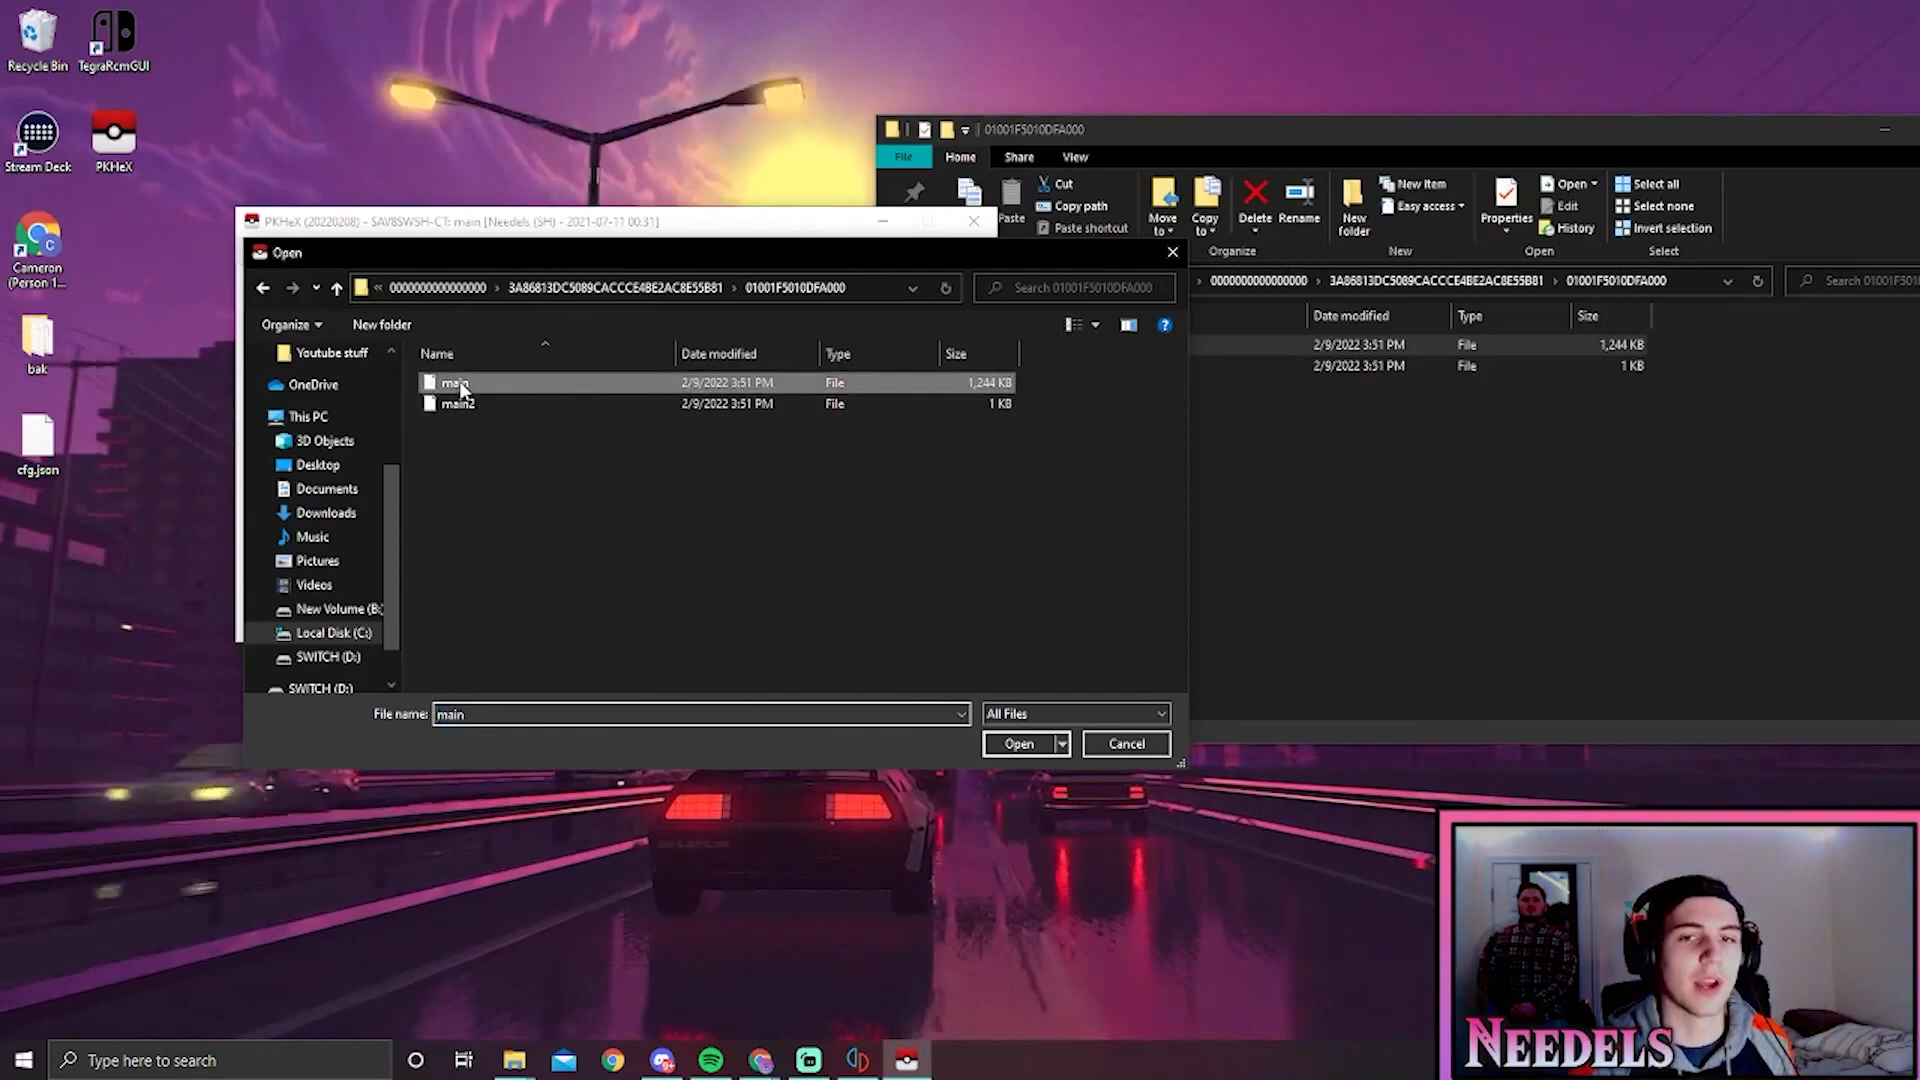 Recycle Bin
TegraRcmGUI
Stream Deck
PKHeX
Cameron
(Person 1...
bak
cfg.json
01001F5010DFA000
File
Home
Share
View
Paste
Cut
Copy path
Paste shortcut
Move
to
Copy
to
Delete
Rename
Organize
New
folder
New item
Easy access
New
Properties
Open
Edit
History
Open
Select all
Select none
Invert selection
Select
0000000000000000 › 3A86813DC5089CACCCE4BE2AC8E55B81 › 01001F5010DFA000
Search 01001F501
Date modified
Type
Size
2/9/2022 3:51 PM
File
1,244 KB
2/9/2022 3:51 PM
File
1 KB
PKHeX (20220208) - SAV8SWSH-CT: main [Needels (SH) - 2021-07-11 00:31]
Open
« 0000000000000000 › 3A86813DC5089CACCCE4BE2AC8E55B81 › 01001F5010DFA000
Search 01001F5010DFA000
Organize
New folder
Youtube stuff
OneDrive
This PC
3D Objects
Desktop
Documents
Downloads
Music
Pictures
Videos
New Volume (B:)
Local Disk (C:)
SWITCH (D:)
SWITCH (D:)
Name
Date modified
Type
Size
main
2/9/2022 3:51 PM
File
1,244 KB
main2
2/9/2022 3:51 PM
File
1 KB
File name:
main
All Files
Open
Cancel
Type here to search
NEEDELS